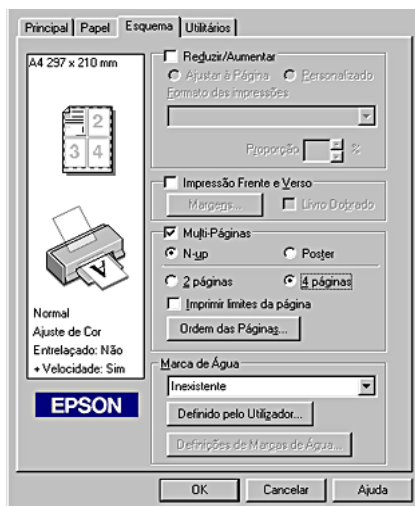 Principal Papel Esquema Utilitários
A4 297 x 210 mm
2
3 4
A
Normal
Ajuste de Cor
Entrelaçado: Não
+ Velocidade: Sim
EPSON
Reduzir/Aumentar
Ajustar à Página Personalizado
Formato das impressões
Proporção %
Impressão Frente e Verso
Margens... Livro Dobrado
Multi-Páginas
N-up Poster
2 páginas 4 páginas
Imprimir limites da página
Ordem das Páginas...
Marca de Água
Inexistente
Definido pelo Utilizador...
Definições de Marcas de Água...
OK Cancelar Ajuda